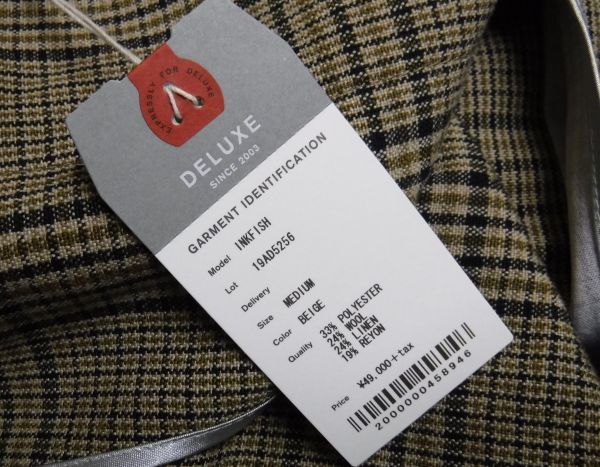 EXPRESSLY FOR DELUXE
DELUXE
SINCE 2003
GARMENT IDENTIFICATION
Model INKFISH
Lot 19AD5256
Delivery
Size MEDIUM
Color BEIGE
Quality 33% POLYESTER
24% WOOL
24% LINEN
19% RETON
Price ¥49,000+tax
2000000458946